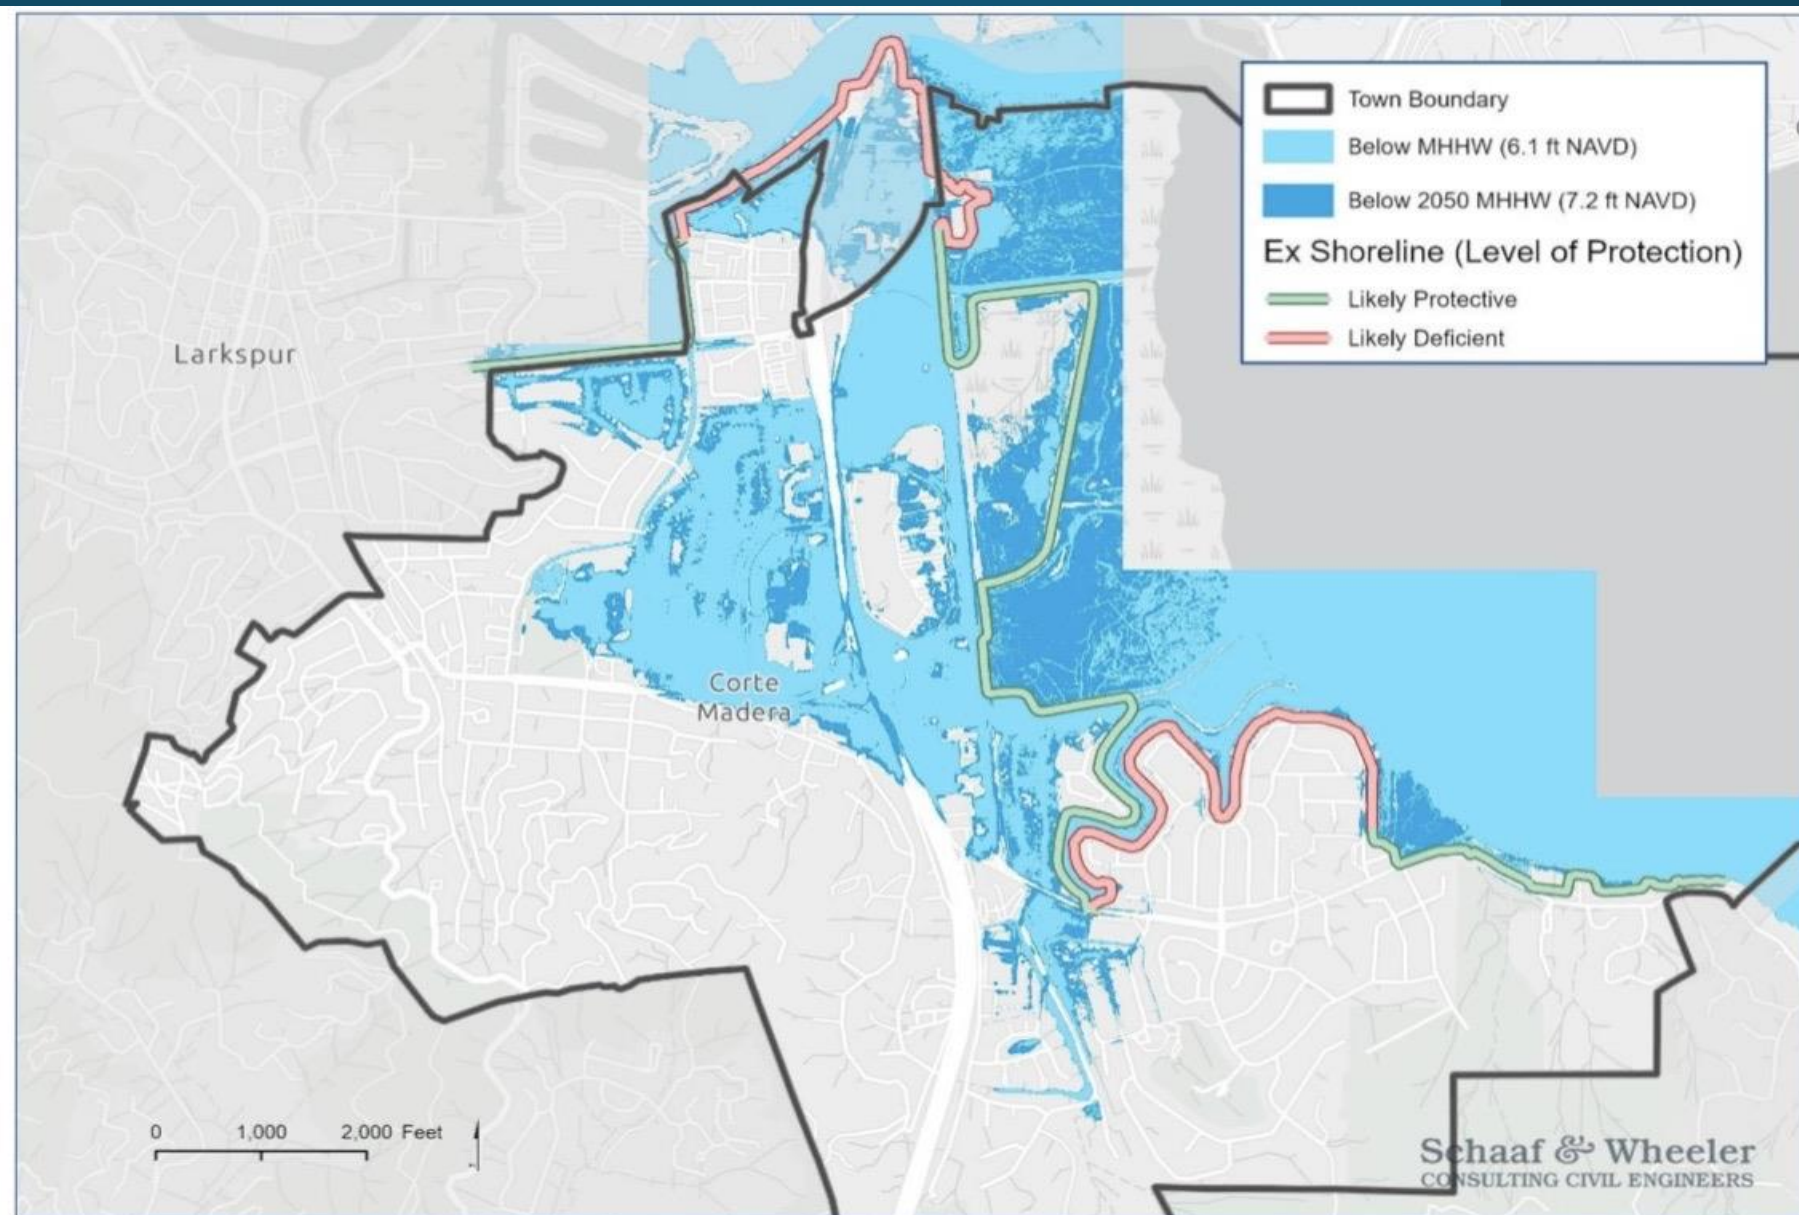 Town Boundary
Below MHHW (6.1 ft NAVD)
Below 2050 MHHW (7.2 ft NAVD)
Ex Shoreline (Level of Protection)
Likely Protective
Likely Deficient
Larkspur
Corte
Madera
0 1,000 2,000 Feet
Schaaf & Wheeler
CONSULTING CIVIL ENGINEERS